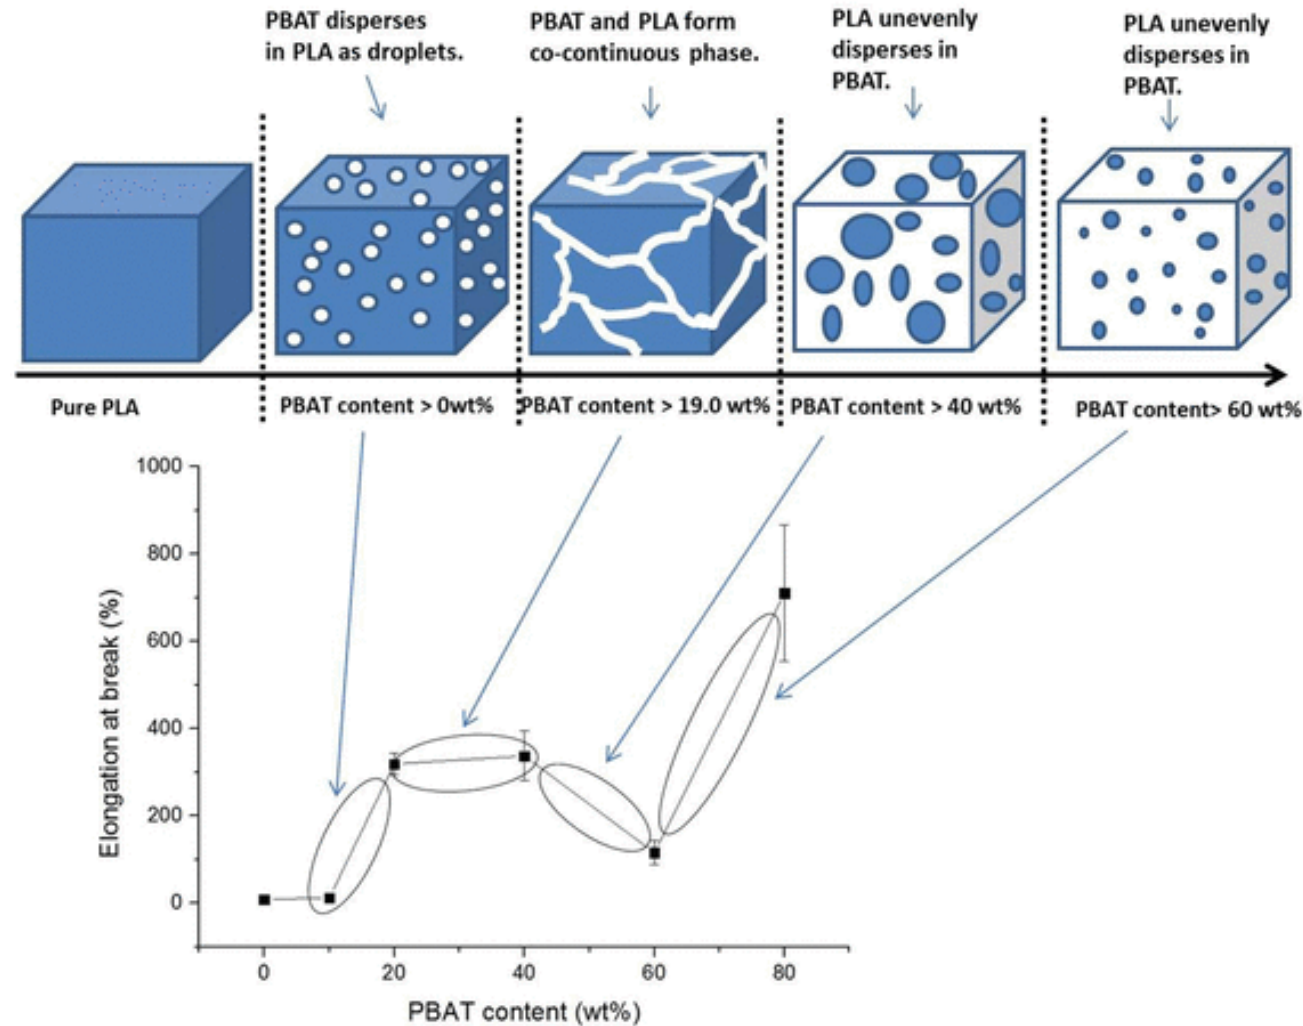 PBAT disperses
in PLA as droplets.
PBAT and PLA form
co-continuous phase.
PLA unevenly
disperses in
PBAT.
PLA unevenly
disperses in
PBAT.
Pure PLA
PBAT content > 0wt%
PBAT content > 19.0 wt%
PBAT content > 40 wt%
PBAT content> 60 wt%
1000
800
600
400
200
0
Elongation at break (%)
0
20
40
60
80
PBAT content (wt%)